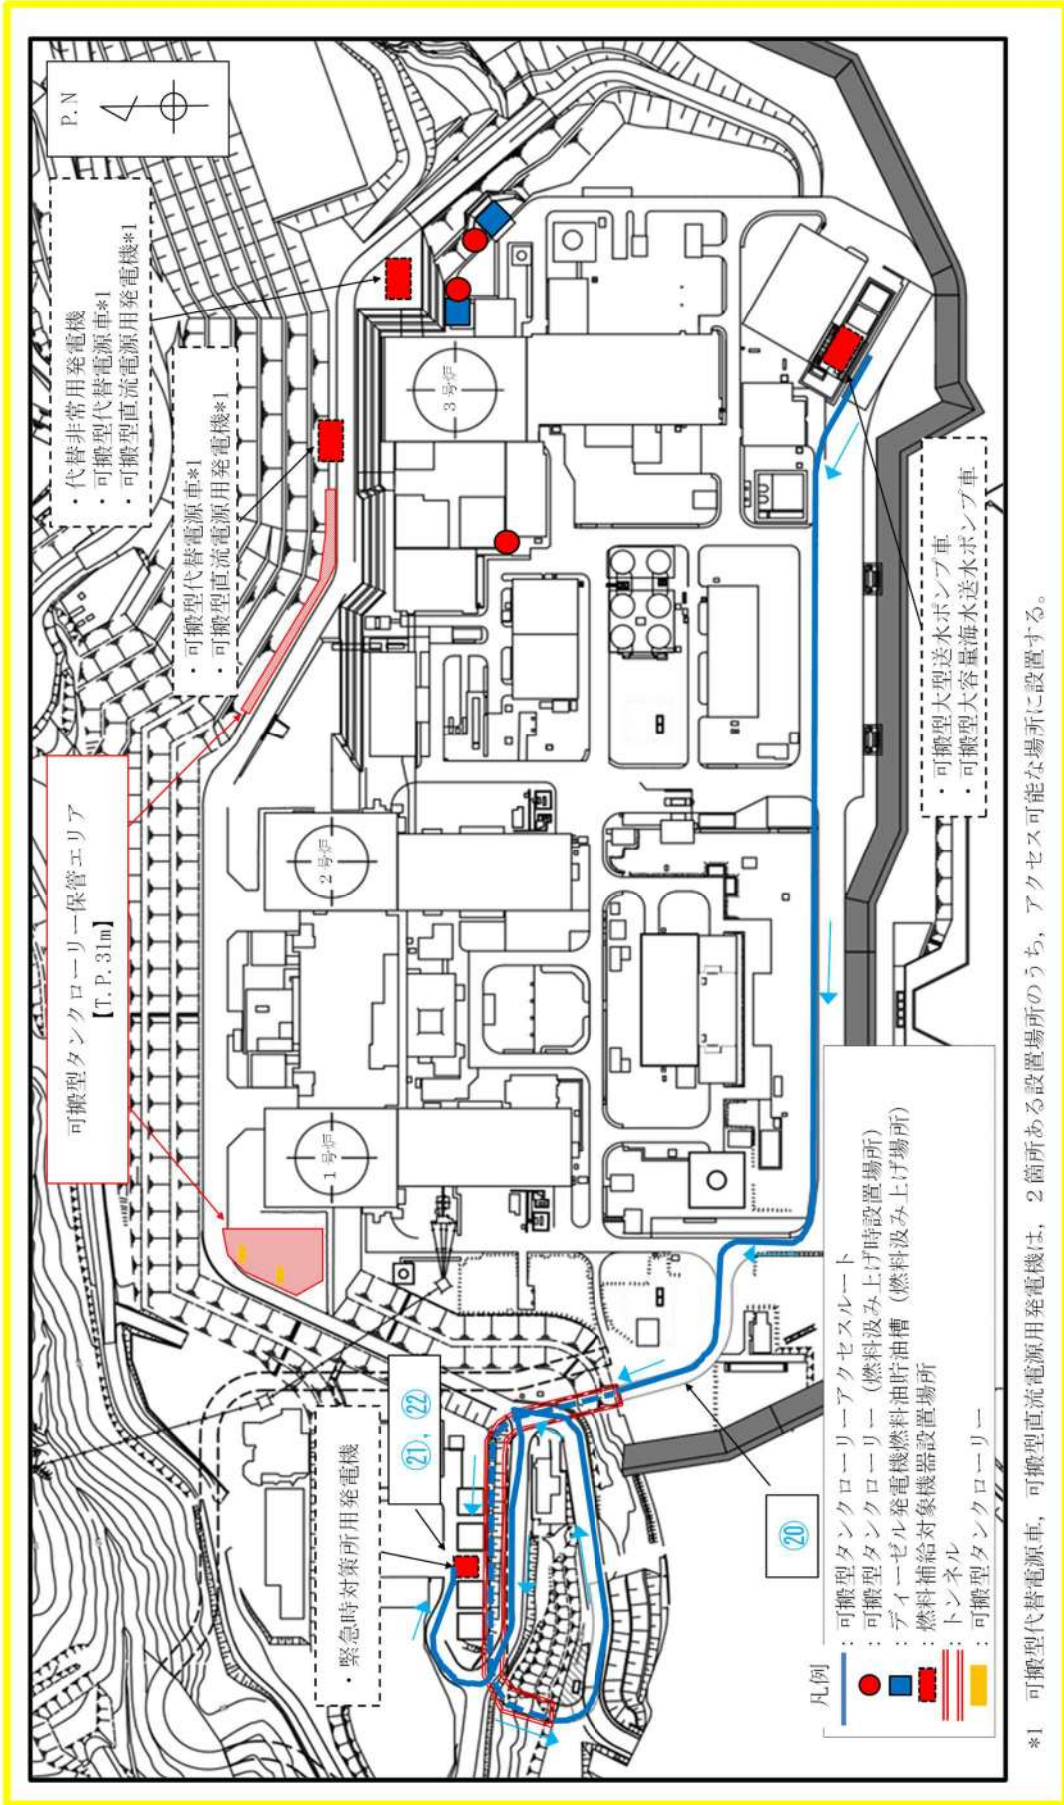 P.N
・代替非常用発電機
・可搬型代替電源車*1
・可搬型直流電源用発電機*1
・可搬型代替電源車*1
・可搬型直流電源用発電機*1
可搬型タンクローリー保管エリア
【T.P.31m】
3号炉
2号炉
1号炉
・緊急時対策所用発電機
㉑, ㉒
⑳
・可搬型大型送水ポンプ車
・可搬型大容量海水送水ポンプ車
凡例
：可搬型タンクローリーアクセスルート
：可搬型タンクローリー（燃料汲み上げ時設置場所）
：ディーゼル発電機燃料油貯油槽（燃料汲み上げ場所）
：燃料補給対象機器設置場所
：トンネル
：可搬型タンクローリー
*1 可搬型代替電源車，可搬型直流電源用発電機は，2箇所ある設置場所のうち，アクセス可能な場所に設置する。